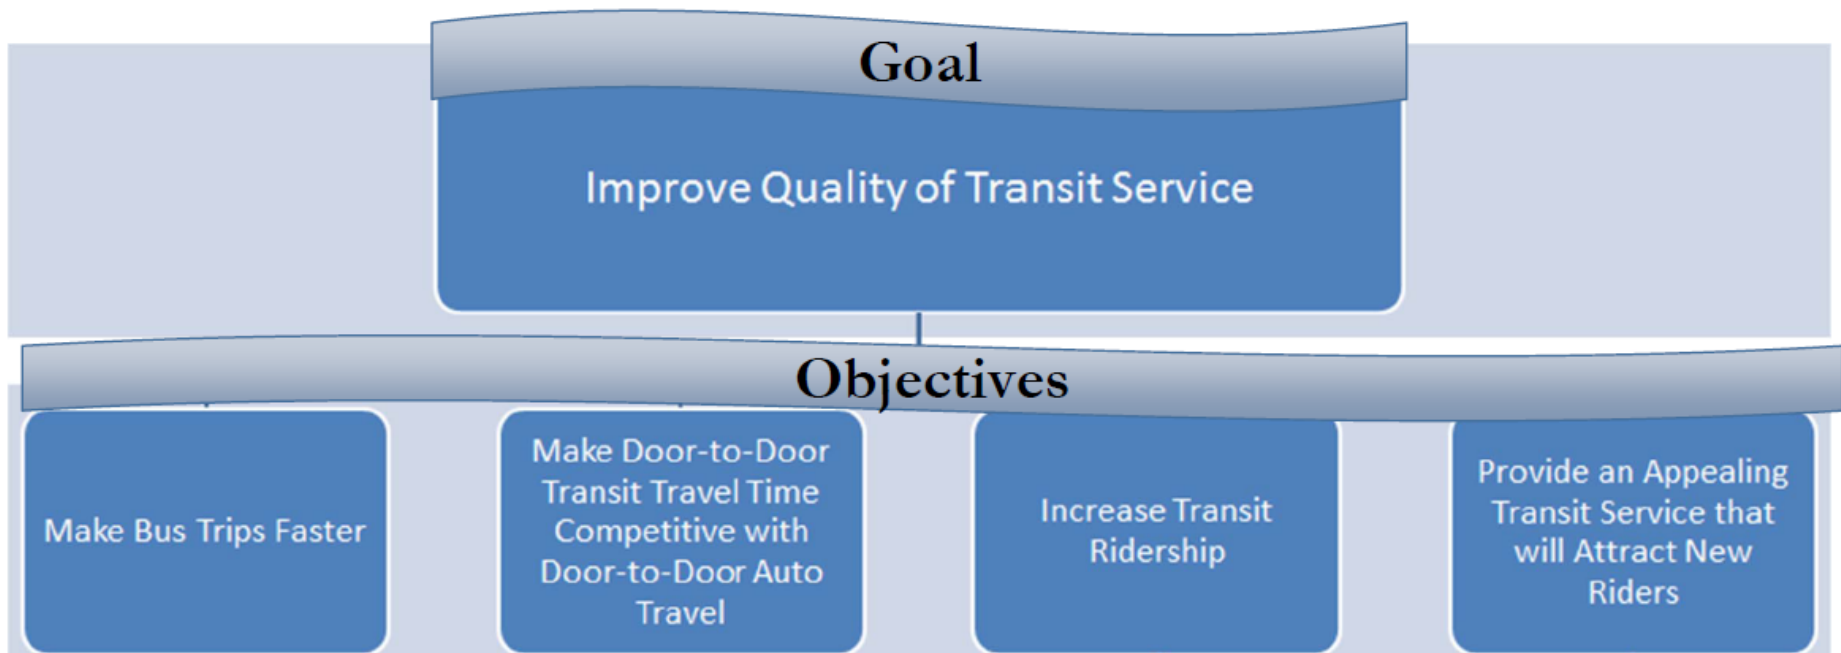 Goal
Improve Quality of Transit Service
Objectives
Make Bus Trips Faster
Make Door-to-Door
Transit Travel Time
Competitive with
Door-to-Door Auto
Travel
Increase Transit
Ridership
Provide an Appealing
Transit Service that
will Attract New
Riders